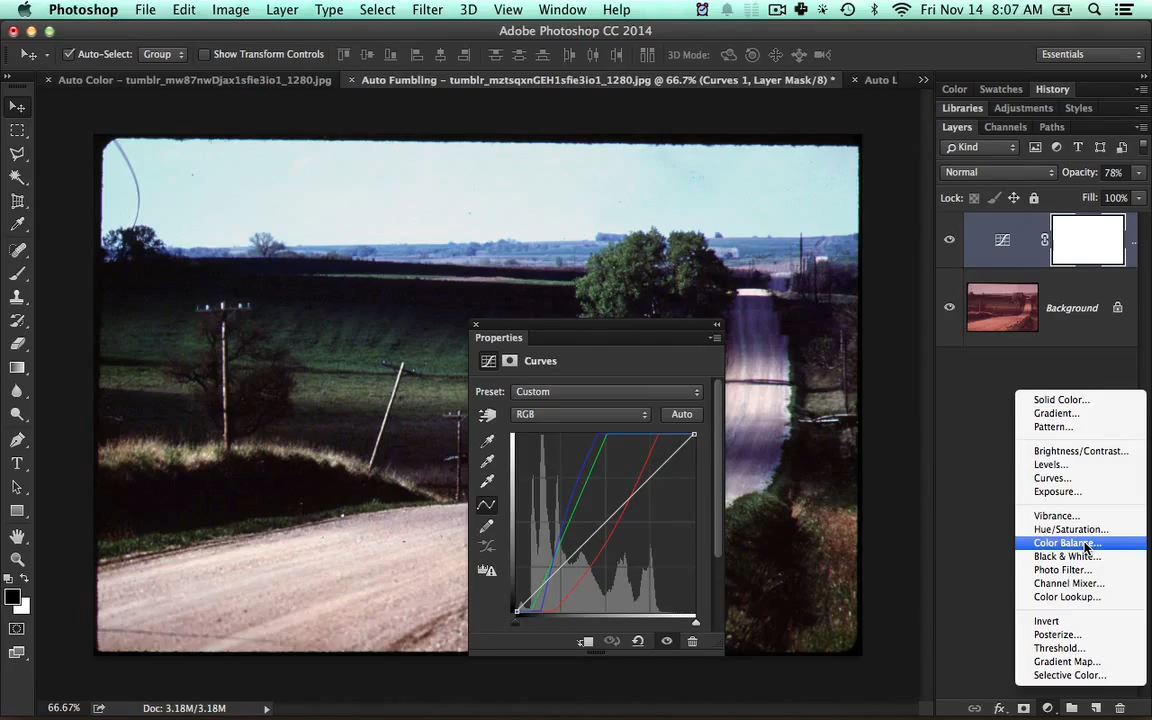 Photoshop File Edit Image Layer Type Select Filter 3D View Window Help Fri Nov 14 8:07 AM
Adobe Photoshop CC 2014
Auto-Select: Group Show Transform Controls 3D Mode: Essentials
Auto Color – tumblr_mw87nwDjax1sfie3io1_1280.jpg Auto Fumbling – tumblr_mztsqxnGEH1sfie3io1_1280.jpg @ 66.7% (Curves 1, Layer Mask/8) * Auto L
Color Swatches History
Libraries Adjustments Styles
Layers Channels Paths
Kind
Normal Opacity: 78%
Lock: Fill: 100%
Background
Properties
Curves
Preset: Custom
RGB Auto
Solid Color...
Gradient...
Pattern...
Brightness/Contrast...
Levels...
Curves...
Exposure...
Vibrance...
Hue/Saturation...
Color Balance...
Black & White...
Photo Filter...
Channel Mixer...
Color Lookup...
Invert
Posterize...
Threshold...
Gradient Map...
Selective Color...
66.67% Doc: 3.18M/3.18M